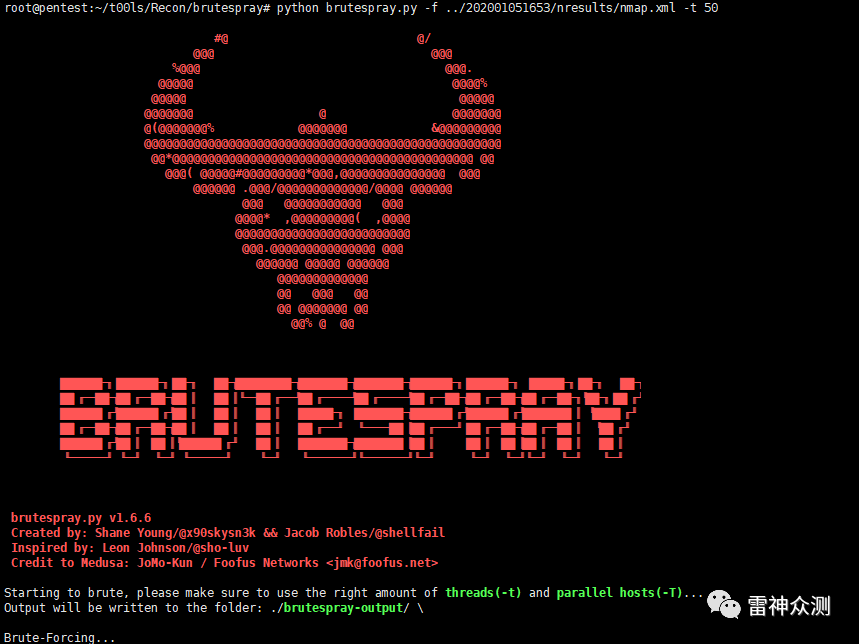 root@pentest:~/t00ls/Recon/brutespray# python brutespray.py -f ../202001051653/nresults/nmap.xml -t 50
BRUTESPRAY
brutespray.py v1.6.6
Created by: Shane Young/@x90skysn3k && Jacob Robles/@shellfail
Inspired by: Leon Johnson/@sho-luv
Credit to Medusa: JoMo-Kun / Foofus Networks <jmk@foofus.net>
Starting to brute, please make sure to use the right amount of threads(-t) and parallel hosts(-T)...
Output will be written to the folder: ./brutespray-output/ \
雷神众测
Brute-Forcing...